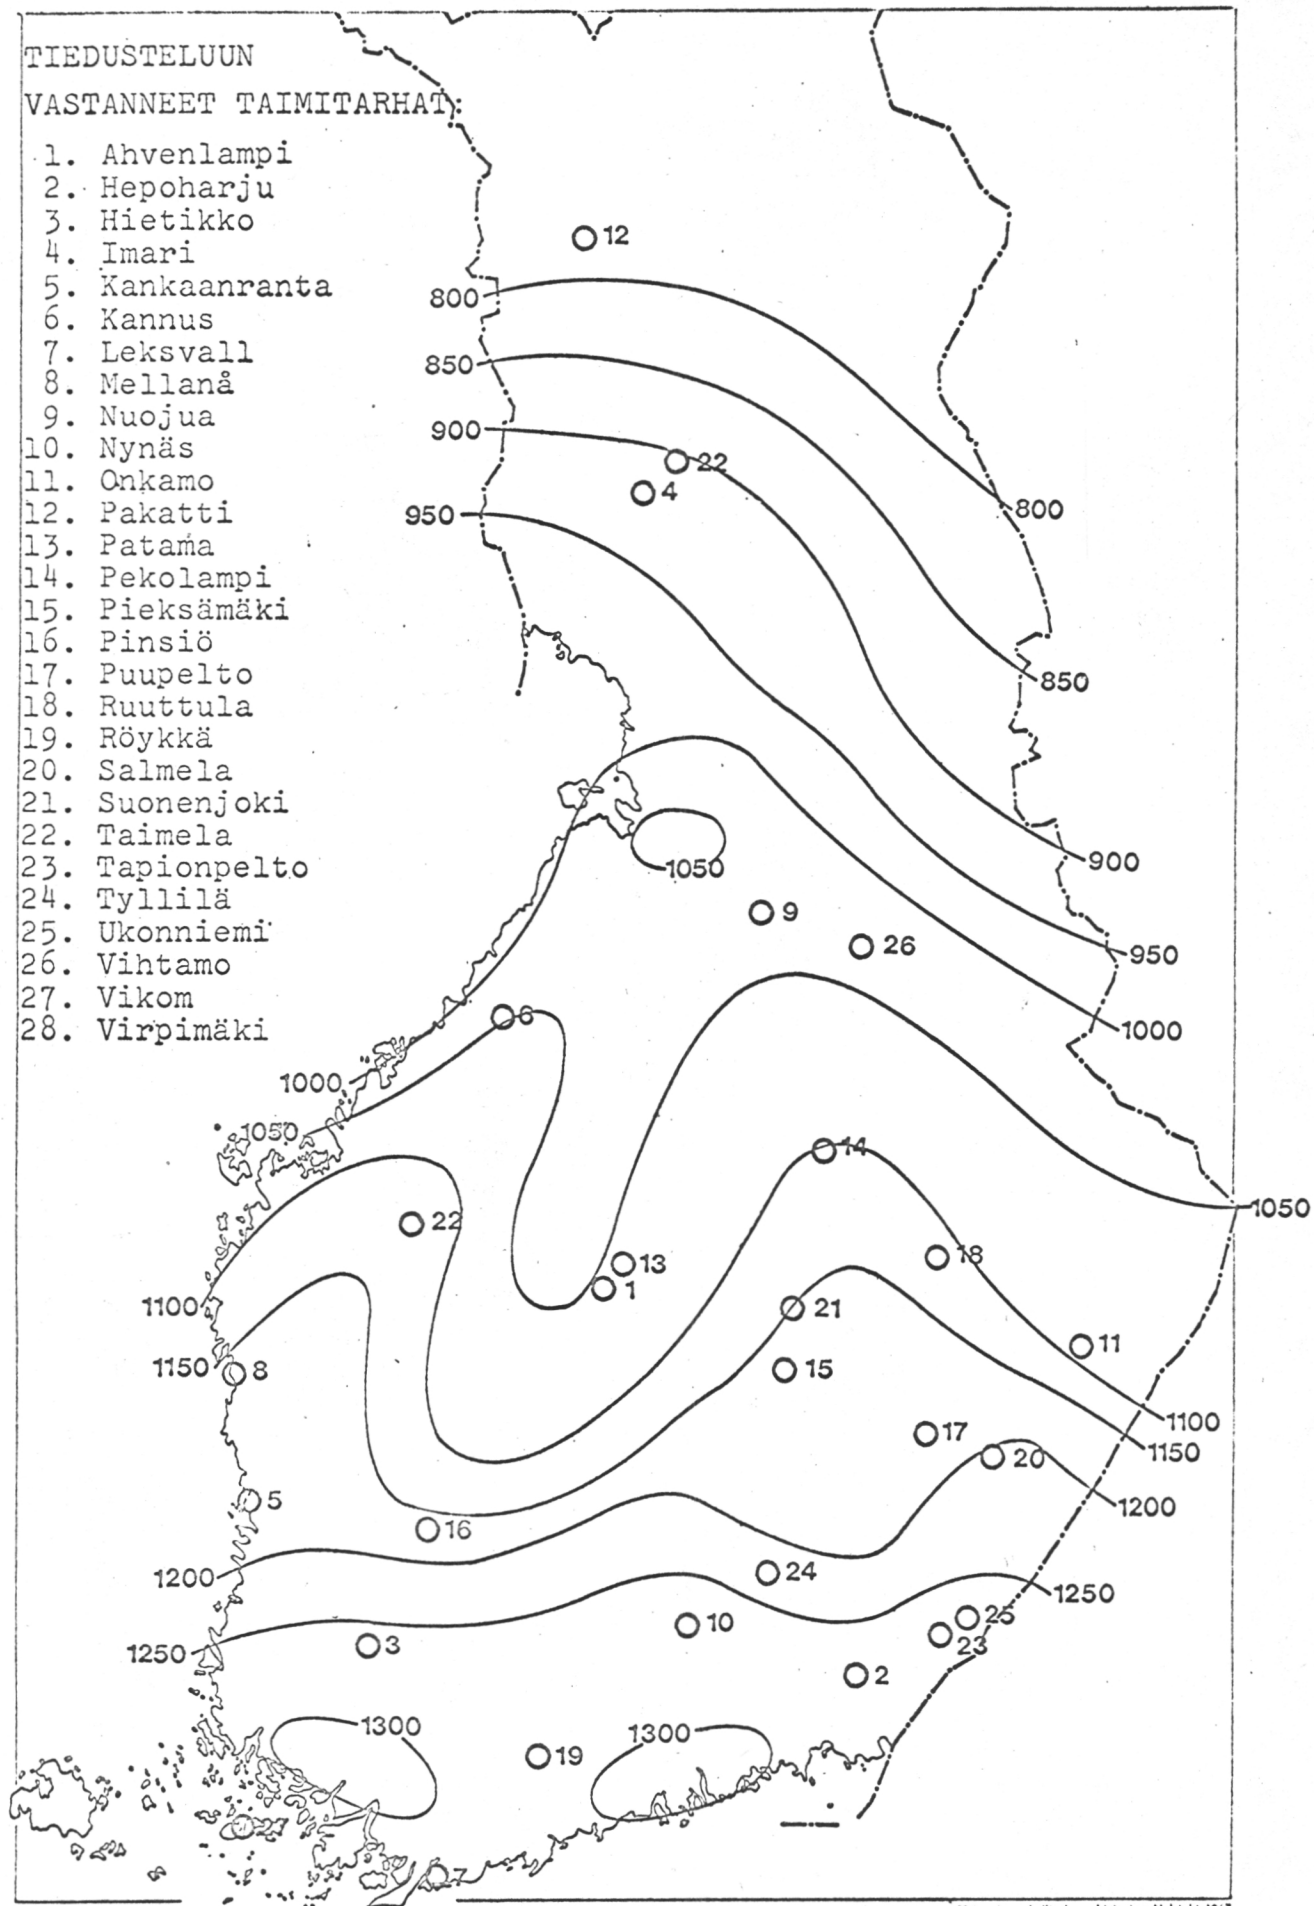 TIEDUSTELUUN
VASTANNEET TAIMITARHAT:
1. Ahvenlampi
2. Hepoharju
3. Hietikko
4. Imari
5. Kankaanranta
6. Kannus
7. Leksvall
8. Mellanå
9. Nuojua
10. Nynäs
11. Onkamo
12. Pakatti
13. Patama
14. Pekolampi
15. Pieksämäki
16. Pinsiö
17. Puupelto
18. Ruuttula
19. Röykkä
20. Salmela
21. Suonenjoki
22. Taimela
23. Tapionpelto
24. Tyllilä
25. Ukonniemi
26. Vihtamo
27. Vikom
28. Virpimäki
12
800
850
900
22
4
950
800
850
1050
900
9
26
950
6
1000
1000
1050
14
22
1050
18
13
1
1100
21
11
1150
8
15
1100
17
1150
20
5
1200
16
24
1200
1250
10
25
3
23
1250
2
1300
1300
19
7